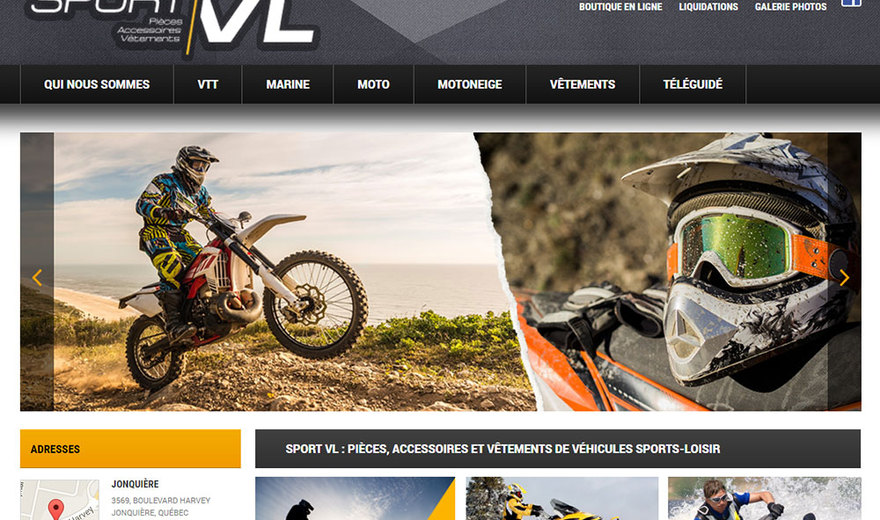 SPORT VL
Pièces
Accessoires
Vêtements
BOUTIQUE EN LIGNE LIQUIDATIONS GALERIE PHOTOS
QUI NOUS SOMMES VTT MARINE MOTO MOTONEIGE VÊTEMENTS TÉLÉGUIDÉ
ADRESSES
SPORT VL : PIÈCES, ACCESSOIRES ET VÊTEMENTS DE VÉHICULES SPORTS-LOISIR
JONQUIÈRE
3569, BOULEVARD HARVEY
JONQUIÈRE, QUÉBEC
Harvey